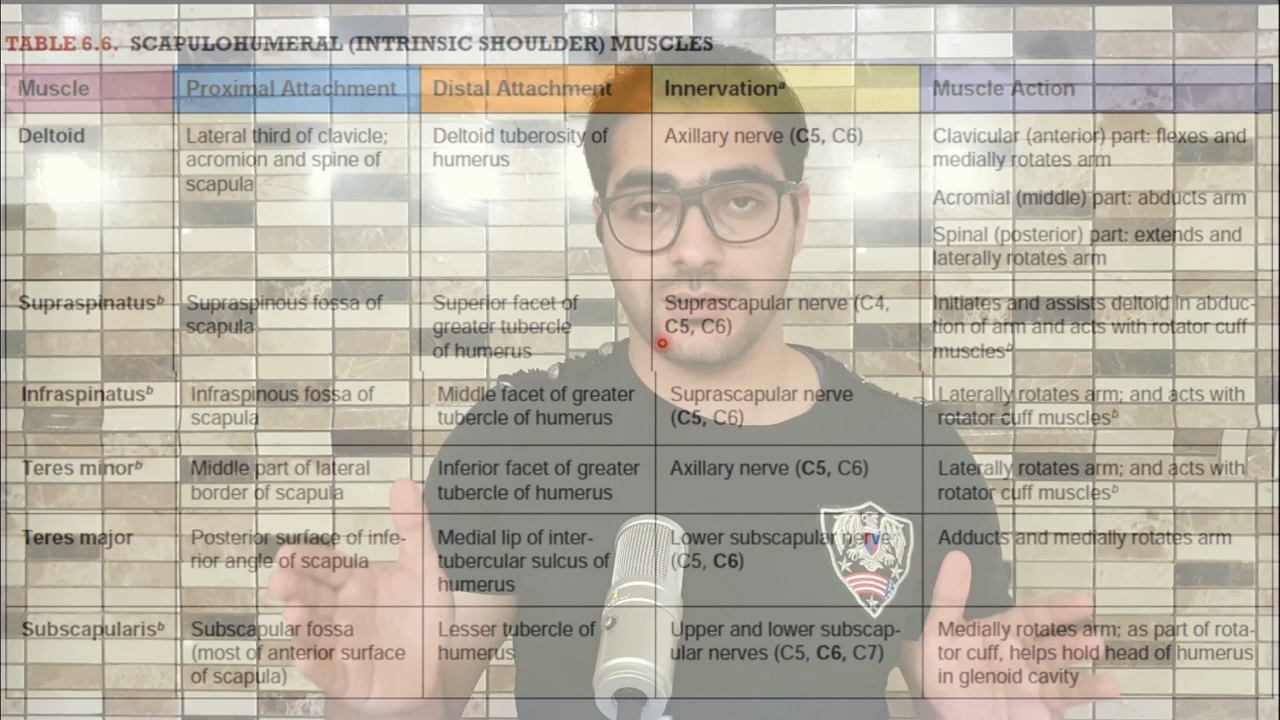 TABLE 6.6. SCAPULOHUMERAL (INTRINSIC SHOULDER) MUSCLES
Muscle Proximal Attachment Distal Attachment Innervationᵃ Muscle Action
Deltoid Lateral third of clavicle; Deltoid tuberosity of Axillary nerve (C5, C6) Clavicular (anterior) part: flexes and
acromion and spine of humerus medially rotates arm
scapula
Acromial (middle) part: abducts arm
Spinal (posterior) part: extends and
laterally rotates arm
Supraspinatusᵇ Supraspinous fossa of Superior facet of Suprascapular nerve (C4, Initiates and assists deltoid in abduc-
scapula greater tubercle C5, C6) tion of arm and acts with rotator cuff
of humerus musclesᵇ
Infraspinatusᵇ Infraspinous fossa of Middle facet of greater Suprascapular nerve Laterally rotates arm; and acts with
scapula tubercle of humerus (C5, C6) rotator cuff musclesᵇ
Teres minorᵇ Middle part of lateral Inferior facet of greater Axillary nerve (C5, C6) Laterally rotates arm; and acts with
border of scapula tubercle of humerus rotator cuff musclesᵇ
Teres major Posterior surface of infe- Medial lip of inter- Lower subscapular nerve Adducts and medially rotates arm
rior angle of scapula tubercular sulcus of (C5, C6)
humerus
Subscapularisᵇ Subscapular fossa Lesser tubercle of Upper and lower subscap- Medially rotates arm; as part of rota-
(most of anterior surface humerus ular nerves (C5, C6, C7) tor cuff, helps hold head of humerus
of scapula) in glenoid cavity